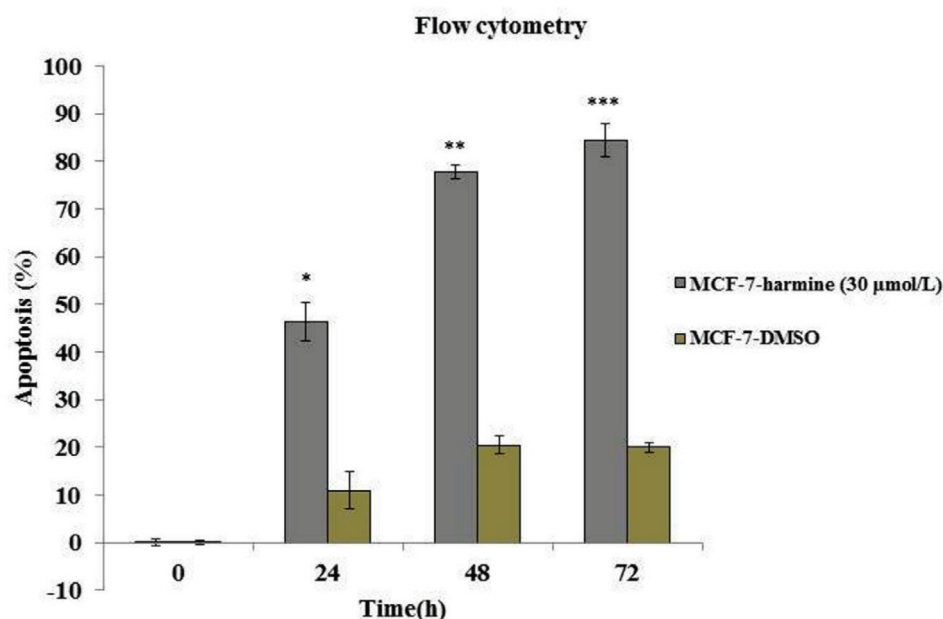 Flow cytometry
100
90
80
70
60
50
40
30
20
10
0
-10
Apoptosis (%)
*
**
***
0 24 48 72
Time(h)
MCF-7-harmine (30 µmol/L)
MCF-7-DMSO